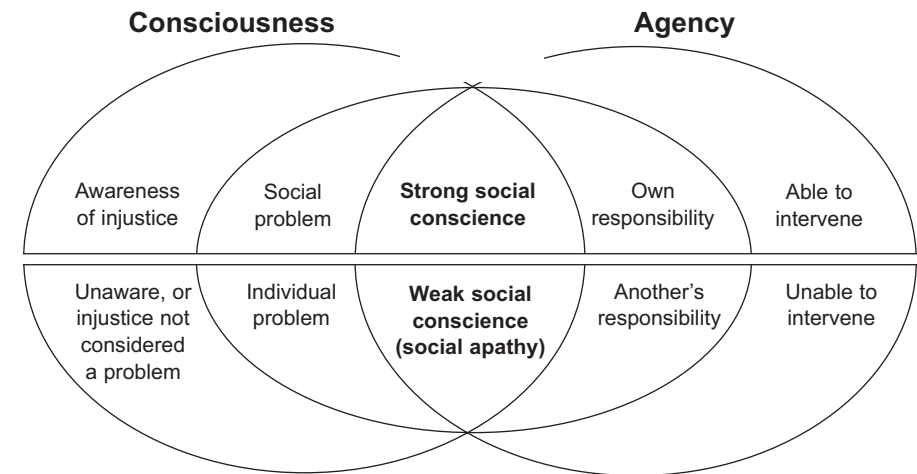 Consciousness
Agency
Awareness
of injustice
Social
problem
Strong social
conscience
Own
responsibility
Able to
intervene
Unaware, or
injustice not
considered
a problem
Individual
problem
Weak social
conscience
(social apathy)
Another's
responsibility
Unable to
intervene